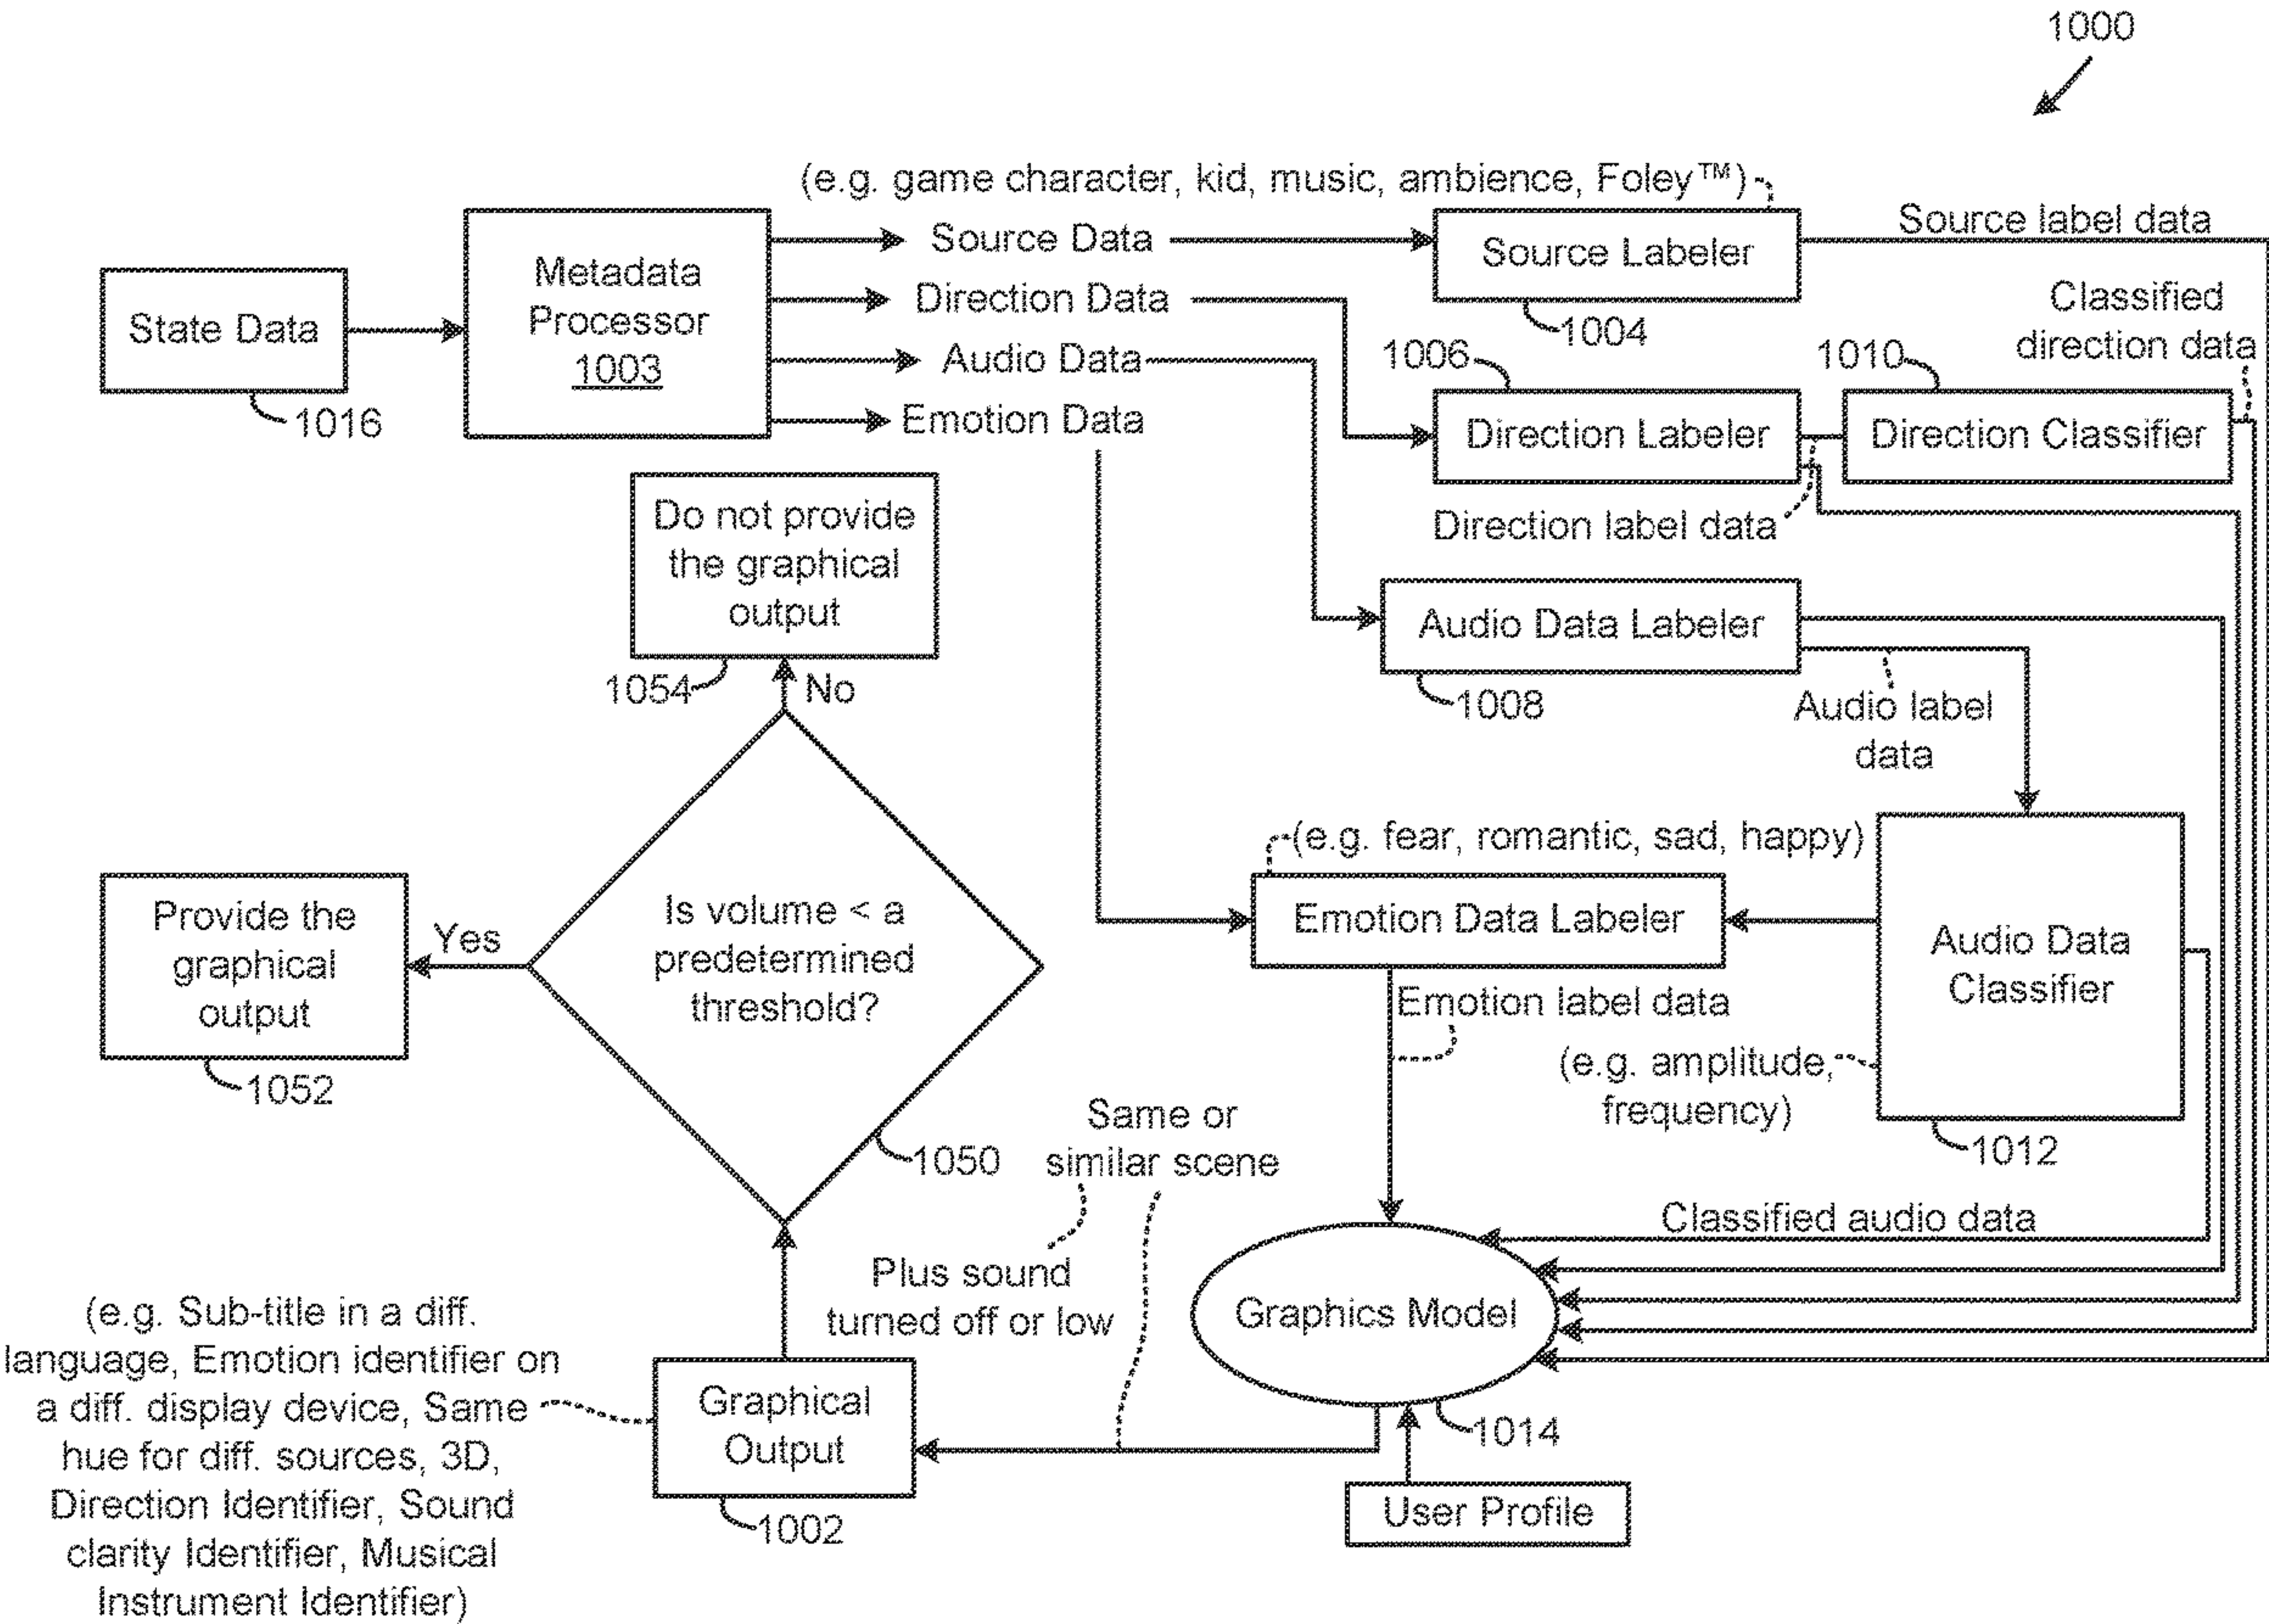 1000
(e.g. game character, kid, music, ambience, Foley™)
Source Data
Source Labeler
1004
Source label data
Metadata
Processor
1003
State Data
1016
Direction Data
Audio Data
Emotion Data
1006
Direction Labeler
1010
Direction Classifier
Classified
direction data
Direction label data
Do not provide
the graphical
output
1054
No
Audio Data Labeler
1008
Audio label
data
(e.g. fear, romantic, sad, happy)
Emotion Data Labeler
Emotion label data
Audio Data
Classifier
(e.g. amplitude,
frequency)
1012
Provide the
graphical
output
1052
Yes
Is volume < a
predetermined
threshold?
1050
Same or
similar scene
Plus sound
turned off or low
Classified audio data
Graphics Model
1014
User Profile
(e.g. Sub-title in a diff.
language, Emotion identifier on
a diff. display device, Same
hue for diff. sources, 3D,
Direction Identifier, Sound
clarity Identifier, Musical
Instrument Identifier)
Graphical
Output
1002